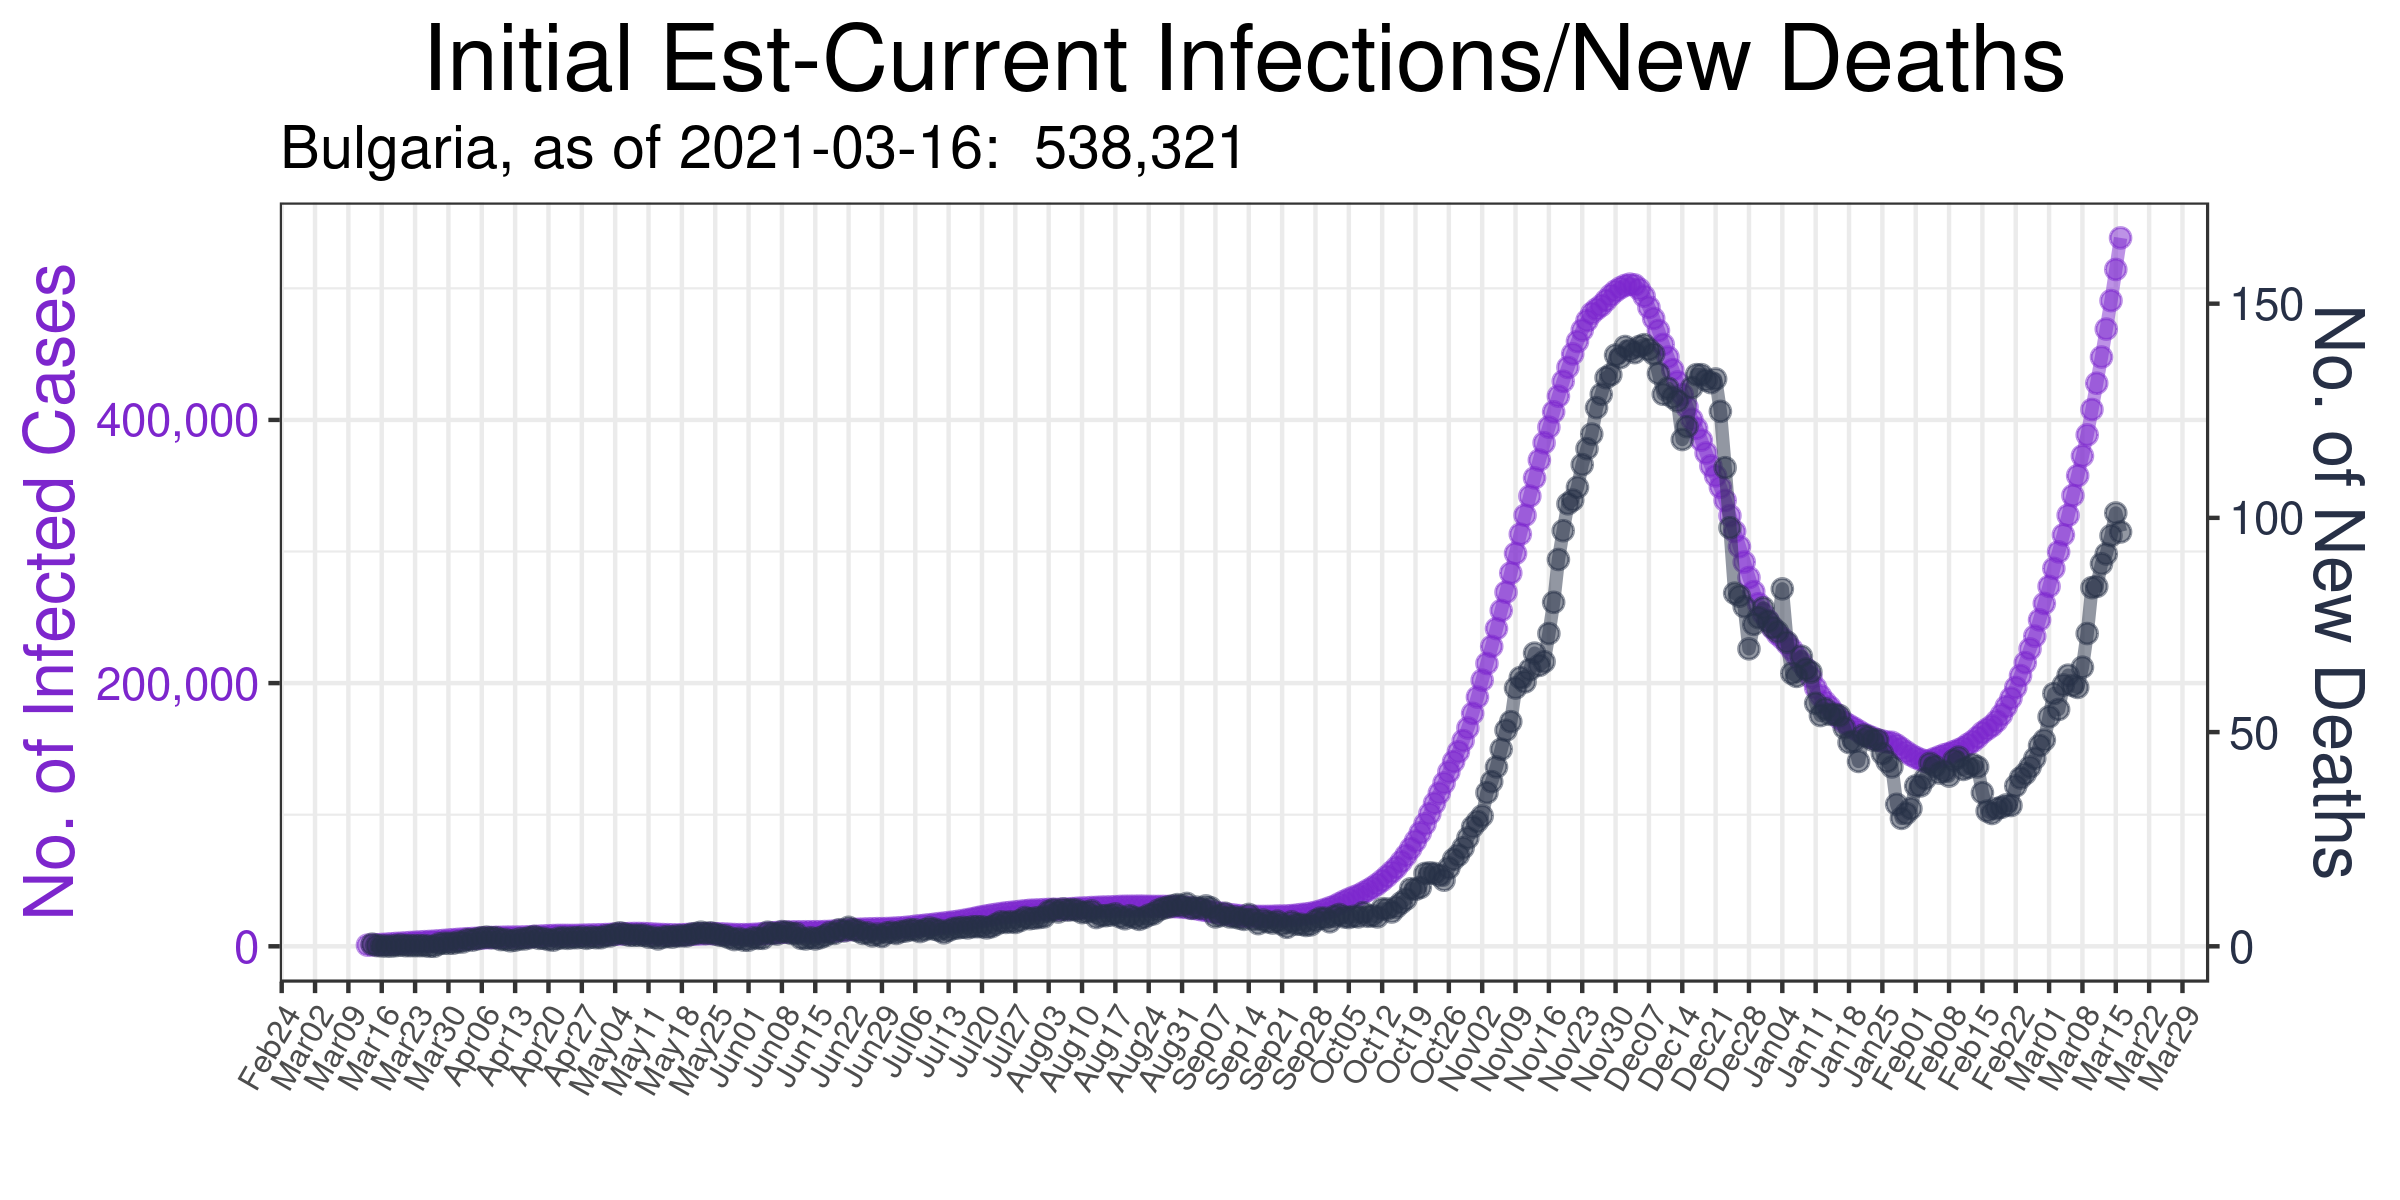 Initial Est-Current Infections/New Deaths
Bulgaria, as of 2021-03-16:  538,321
No. of Infected Cases
400,000
200,000
0
150
100
50
0
No. of New Deaths
Feb24
Mar02
Mar09
Mar16
Mar23
Mar30
Apr06
Apr13
Apr20
Apr27
May04
May11
May18
May25
Jun01
Jun08
Jun15
Jun22
Jun29
Jul06
Jul13
Jul20
Jul27
Aug03
Aug10
Aug17
Aug24
Aug31
Sep07
Sep14
Sep21
Sep28
Oct05
Oct12
Oct19
Oct26
Nov02
Nov09
Nov16
Nov23
Nov30
Dec07
Dec14
Dec21
Dec28
Jan04
Jan11
Jan18
Jan25
Feb01
Feb08
Feb15
Feb22
Mar01
Mar08
Mar15
Mar22
Mar29